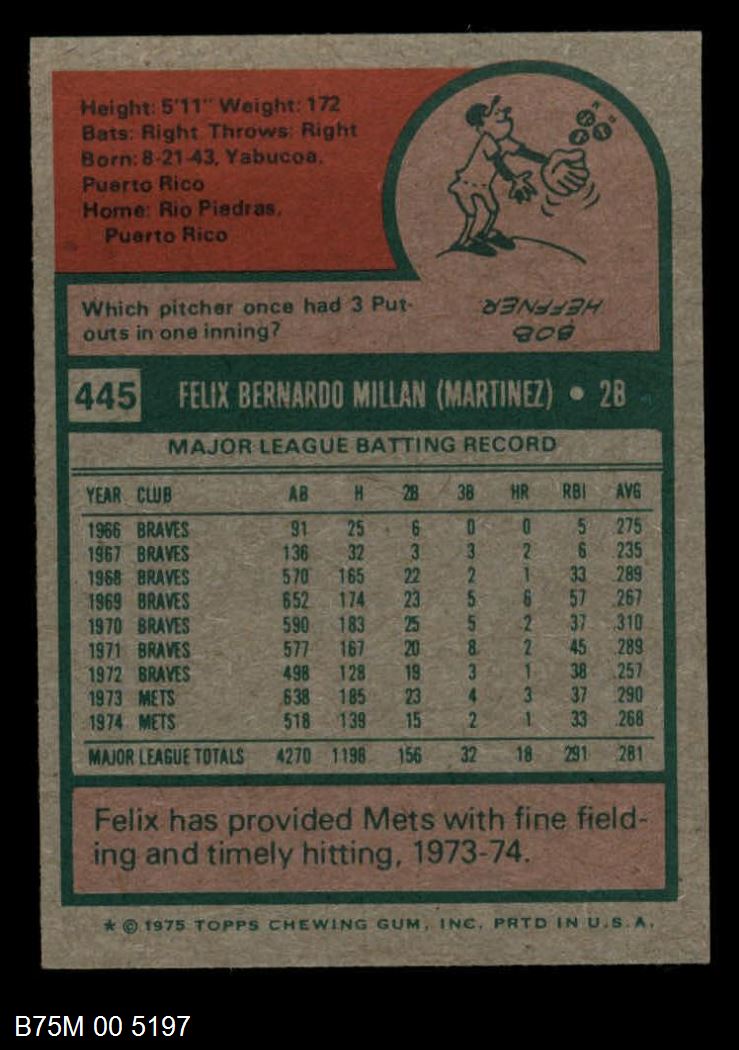 Height: 5'11" Weight: 172
Bats: Right Throws: Right
Born: 8-21-43, Yabucoa,
Puerto Rico
Home: Rio Piedras,
Puerto Rico
Which pitcher once had 3 Put-
outs in one inning?
BOB
HEFFNER
445 FELIX BERNARDO MILLAN (MARTINEZ) • 2B
MAJOR LEAGUE BATTING RECORD
YEAR CLUB AB H 2B 3B HR RBI AVG
1966 BRAVES 91 25 6 0 0 5 .275
1967 BRAVES 136 32 3 3 2 6 .235
1968 BRAVES 570 165 22 2 1 33 .289
1969 BRAVES 652 174 23 5 6 57 .267
1970 BRAVES 590 183 25 5 2 37 .310
1971 BRAVES 577 167 20 8 2 45 .289
1972 BRAVES 498 128 19 3 1 38 .257
1973 METS 638 185 23 4 3 37 .290
1974 METS 518 139 15 2 1 33 .268
MAJOR LEAGUE TOTALS 4270 1198 156 32 18 291 .281
Felix has provided Mets with fine field-
ing and timely hitting, 1973-74.
* © 1975 TOPPS CHEWING GUM, INC. PRTD IN U.S.A.
B75M 00 5197